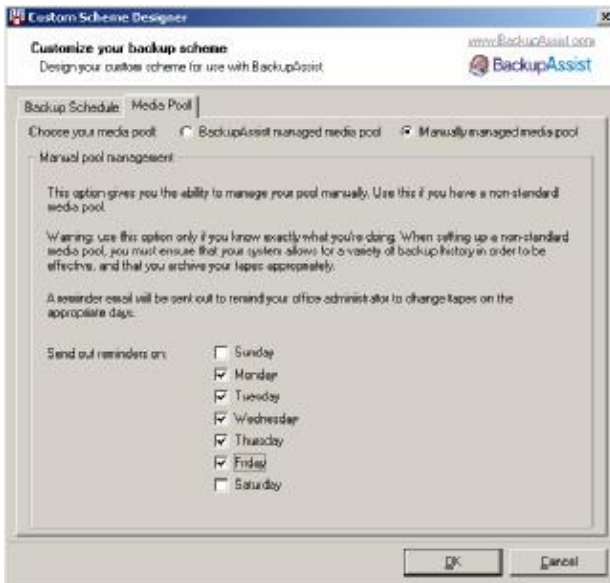 Custom Scheme Designer
Customize your backup scheme
Design your custom scheme for use with BackupAssist
www.BackupAssist.com
BackupAssist
Backup Schedule
Media Pool
Choose your media pool:
BackupAssist managed media pool
Manually managed media pool
Manual pool management
This option gives you the ability to manage your pool manually. Use this if you have a non-standard
media pool.
Warning: use this option only if you know exactly what you're doing. When setting up a non-standard
media pool, you must ensure that your system allows for a variety of backup history in order to be
effective, and that you archive your tapes appropriately.
A reminder email will be sent out to remind your office administrator to change tapes on the
appropriate days.
Send out reminders on:
Sunday
Monday
Tuesday
Wednesday
Thursday
Friday
Saturday
OK
Cancel